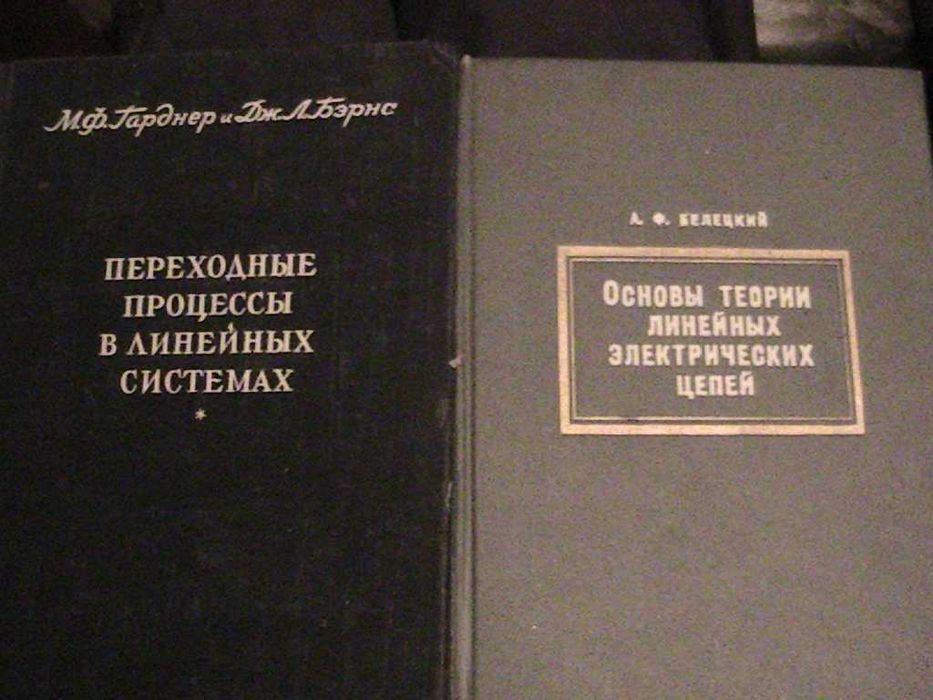 М.Ф.Гарднер и Дж.Л.Бэрнс
ПЕРЕХОДНЫЕ
ПРОЦЕССЫ
В ЛИНЕЙНЫХ
СИСТЕМАХ
*
А. Ф. БЕЛЕЦКИЙ
ОСНОВЫ ТЕОРИИ
ЛИНЕЙНЫХ
ЭЛЕКТРИЧЕСКИХ
ЦЕПЕЙ